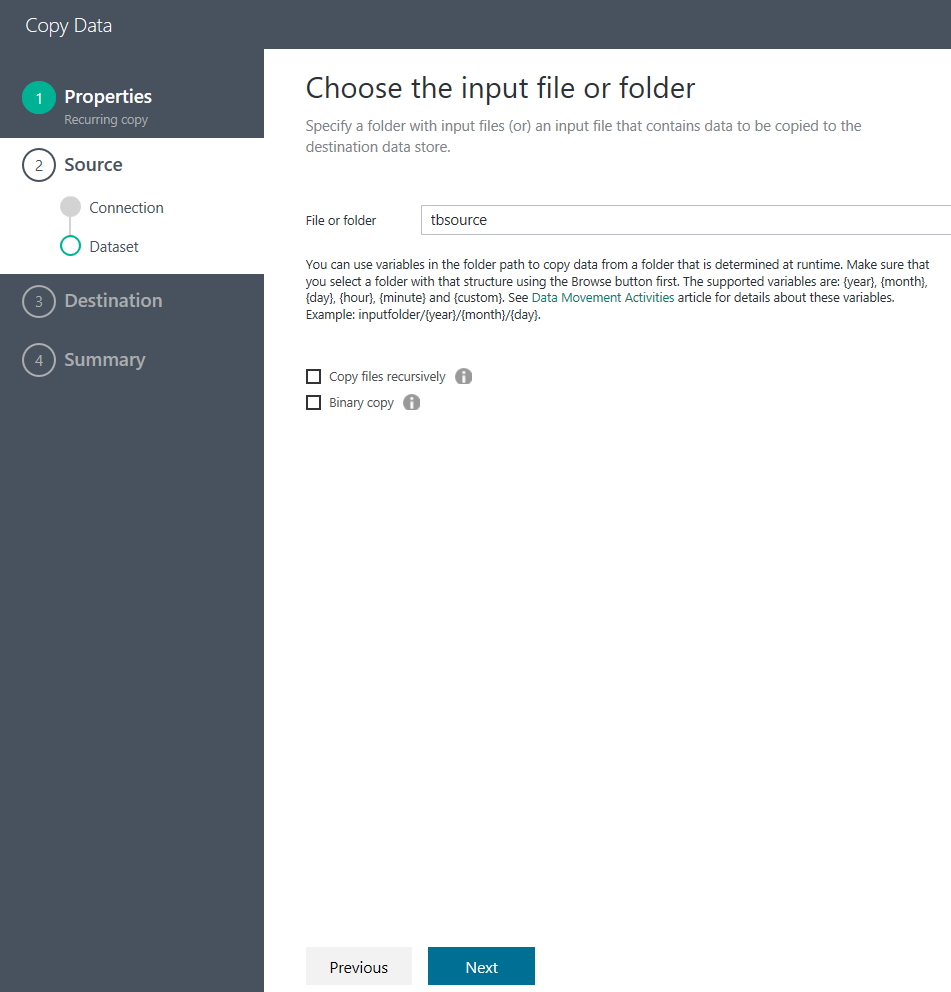 Copy Data
1
Properties
Recurring copy
2
Source
Connection
Dataset
3
Destination
4
Summary
Choose the input file or folder
Specify a folder with input files (or) an input file that contains data to be copied to the
destination data store.
File or folder
tbsource
You can use variables in the folder path to copy data from a folder that is determined at runtime. Make sure that
you select a folder with that structure using the Browse button first. The supported variables are: {year}, {month},
{day}, {hour}, {minute} and {custom}. See Data Movement Activities article for details about these variables.
Example: inputfolder/{year}/{month}/{day}.
Copy files recursively
Binary copy
Previous
Next